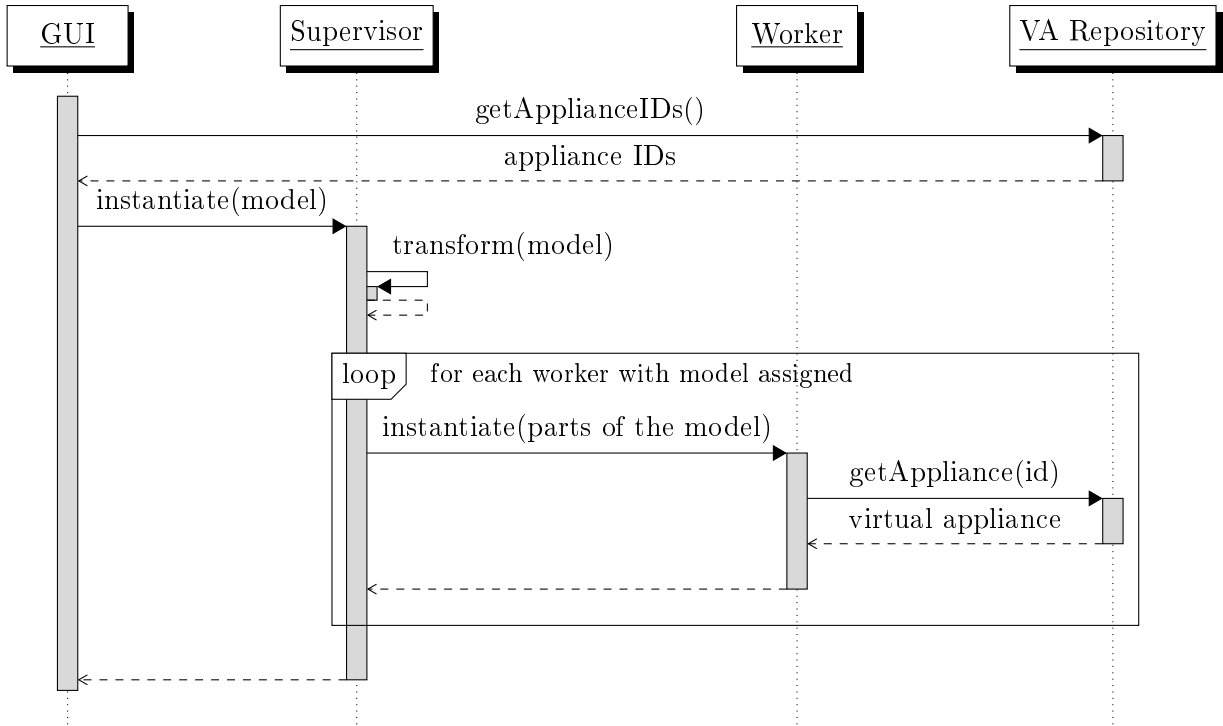 GUI
Supervisor
Worker
VA Repository
getApplianceIDs()
appliance IDs
instantiate(model)
transform(model)
loop
for each worker with model assigned
instantiate(parts of the model)
getAppliance(id)
virtual appliance